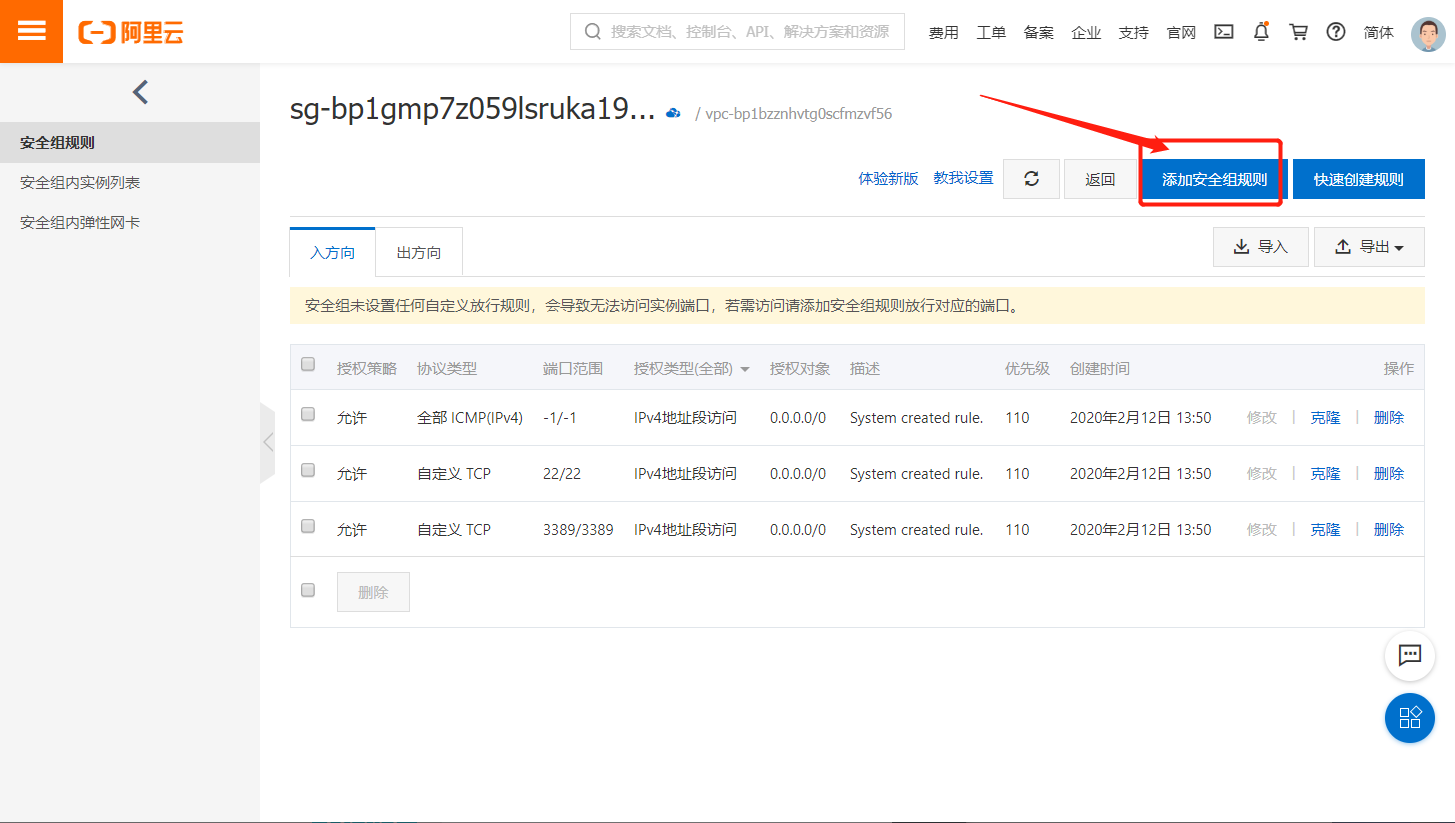 阿里云
搜索文档、控制台、API、解决方案和资源
费用 工单 备案 企业 支持 官网 简体
安全组规则
安全组内实例列表
安全组内弹性网卡
sg-bp1gmp7z059lsruka19... / vpc-bp1bzznhvtg0scfmzvf56
体验新版 教我设置 返回 添加安全组规则 快速创建规则
入方向 出方向 导入 导出
安全组未设置任何自定义放行规则，会导致无法访问实例端口，若需访问请添加安全组规则放行对应的端口。
授权策略 协议类型 端口范围 授权类型(全部) 授权对象 描述 优先级 创建时间 操作
允许 全部 ICMP(IPv4) -1/-1 IPv4地址段访问 0.0.0.0/0 System created rule. 110 2020年2月12日 13:50 修改 | 克隆 | 删除
允许 自定义 TCP 22/22 IPv4地址段访问 0.0.0.0/0 System created rule. 110 2020年2月12日 13:50 修改 | 克隆 | 删除
允许 自定义 TCP 3389/3389 IPv4地址段访问 0.0.0.0/0 System created rule. 110 2020年2月12日 13:50 修改 | 克隆 | 删除
删除